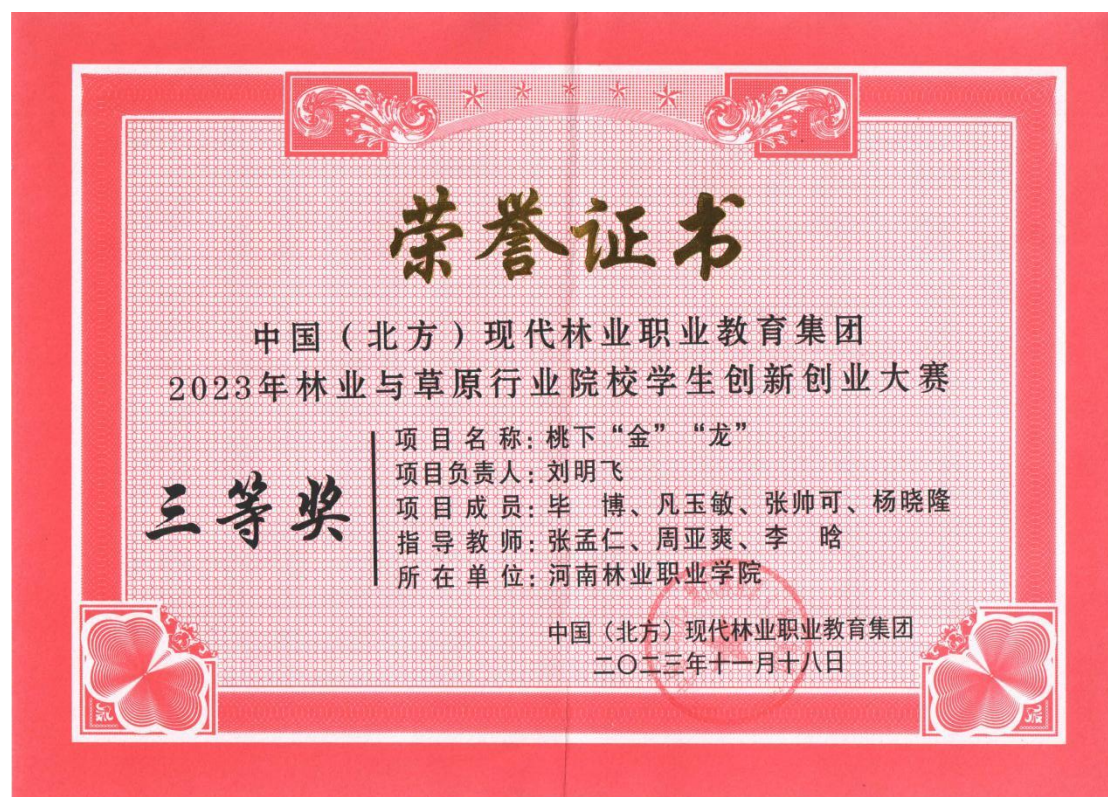 荣誉证书
中国（北方）现代林业职业教育集团
2023年林业与草原行业院校学生创新创业大赛
三等奖
项目名称：桃下“金”“龙”
项目负责人：刘明飞
项目成员：毕 博、凡玉敏、张帅可、杨晓隆
指导教师：张孟仁、周亚爽、李 晗
所在单位：河南林业职业学院
中国（北方）现代林业职业教育集团
二〇二三年十一月十八日